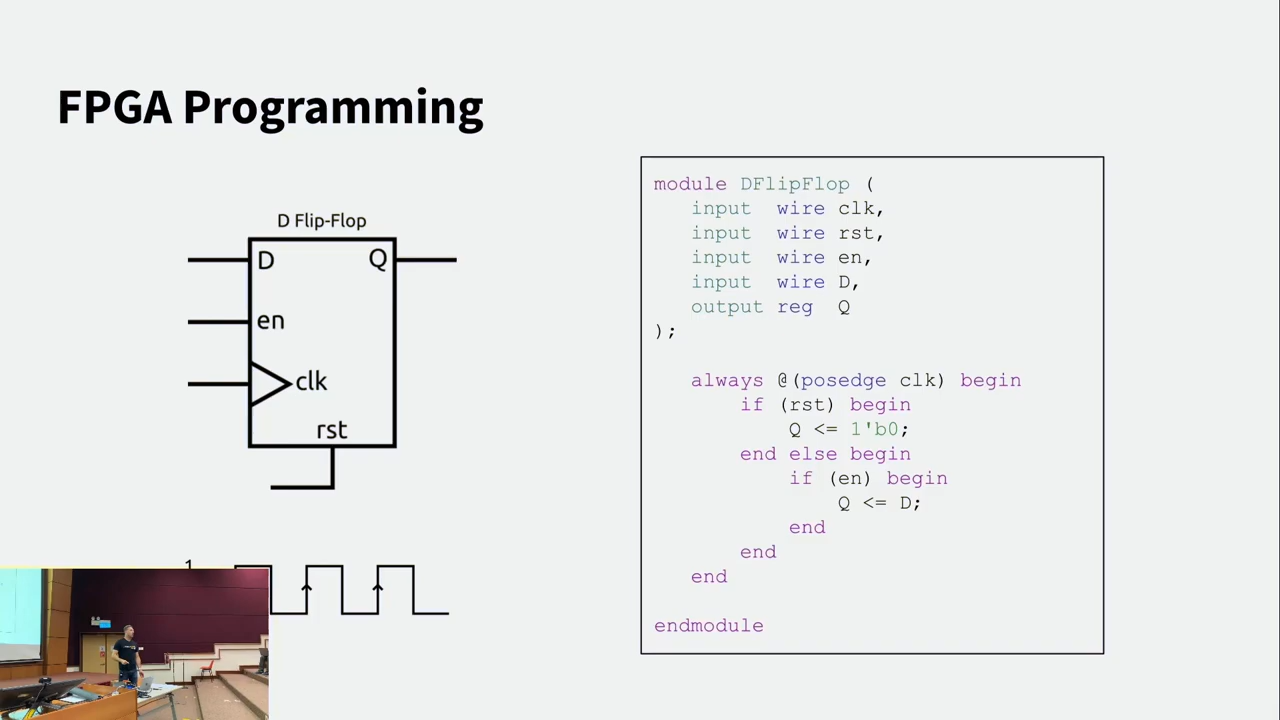 FPGA Programming
D Flip-Flop
D Q
en
clk
rst
1
module DFlipFlop (
input wire clk,
input wire rst,
input wire en,
input wire D,
output reg Q
);
always @(posedge clk) begin
if (rst) begin
Q <= 1'b0;
end else begin
if (en) begin
Q <= D;
end
end
end
endmodule